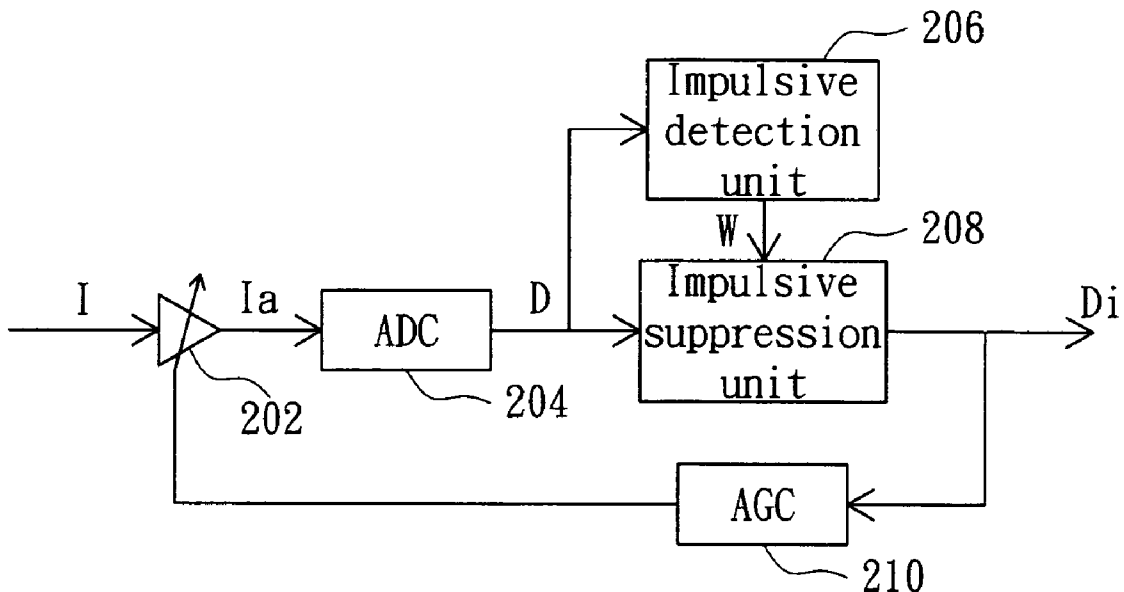 206
Impulsive
detection
unit
W
208
I
Ia
ADC
D
Impulsive
suppression
unit
Di
202
204
AGC
210